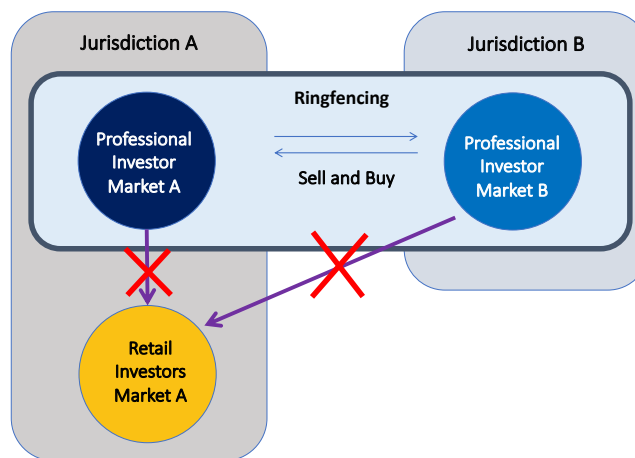 Jurisdiction A
Jurisdiction B
Ringfencing
Professional
Investor
Market A
Professional
Investor
Market B
Sell and Buy
Retail
Investors
Market A